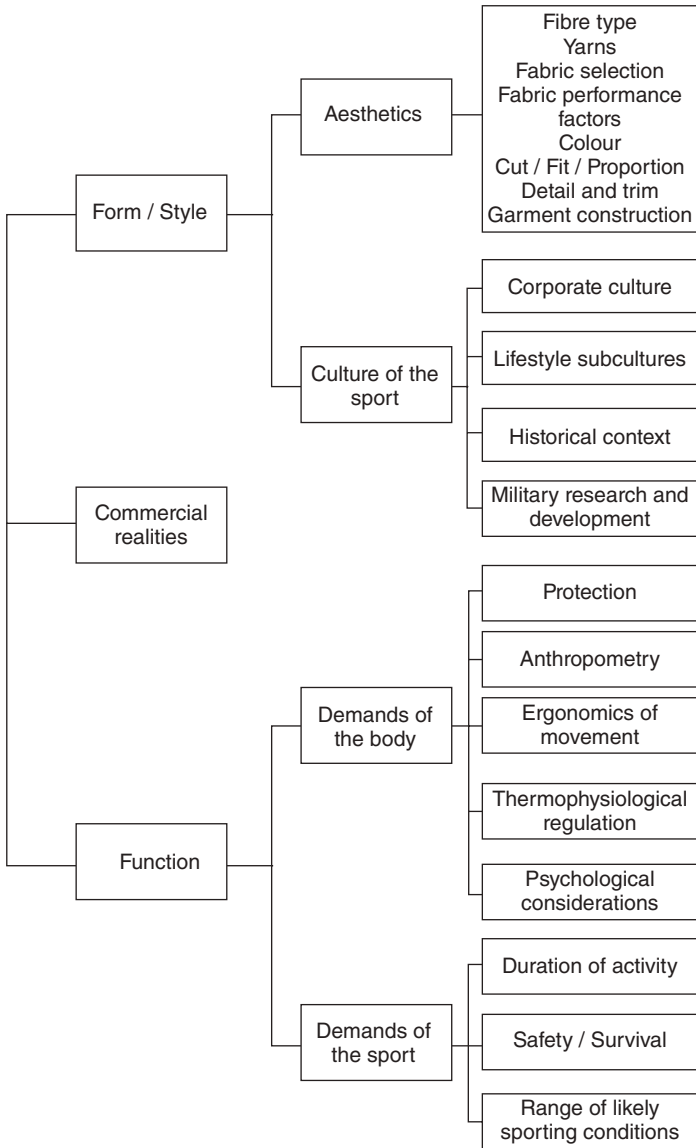 Form / Style
Aesthetics
Fibre type
Yarns
Fabric selection
Fabric performance
factors
Colour
Cut / Fit / Proportion
Detail and trim
Garment construction
Culture of the
sport
Corporate culture
Lifestyle subcultures
Historical context
Military research and
development
Commercial
realities
Function
Demands of
the body
Protection
Anthropometry
Ergonomics of
movement
Thermophysiological
regulation
Psychological
considerations
Demands of
the sport
Duration of activity
Safety / Survival
Range of likely
sporting conditions